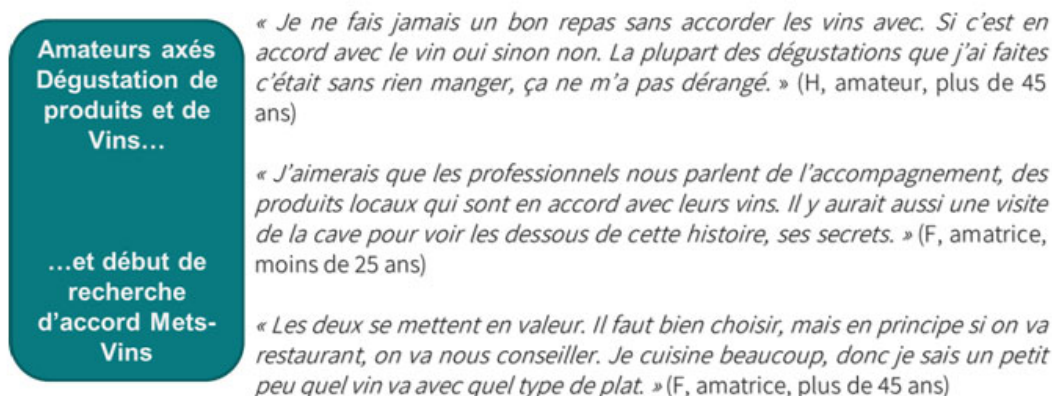 Amateurs axés
Dégustation de
produits et de
Vins...
...et début de
recherche
d'accord Mets-
Vins
« Je ne fais jamais un bon repas sans accorder les vins avec. Si c'est en
accord avec le vin oui sinon non. La plupart des dégustations que j'ai faites
c'était sans rien manger, ça ne m'a pas dérangé. » (H, amateur, plus de 45
ans)
« J'aimerais que les professionnels nous parlent de l'accompagnement, des
produits locaux qui sont en accord avec leurs vins. Il y aurait aussi une visite
de la cave pour voir les dessous de cette histoire, ses secrets. » (F, amatrice,
moins de 25 ans)
« Les deux se mettent en valeur. Il faut bien choisir, mais en principe si on va
restaurant, on va nous conseiller. Je cuisine beaucoup, donc je sais un petit
peu quel vin va avec quel type de plat. » (F, amatrice, plus de 45 ans)